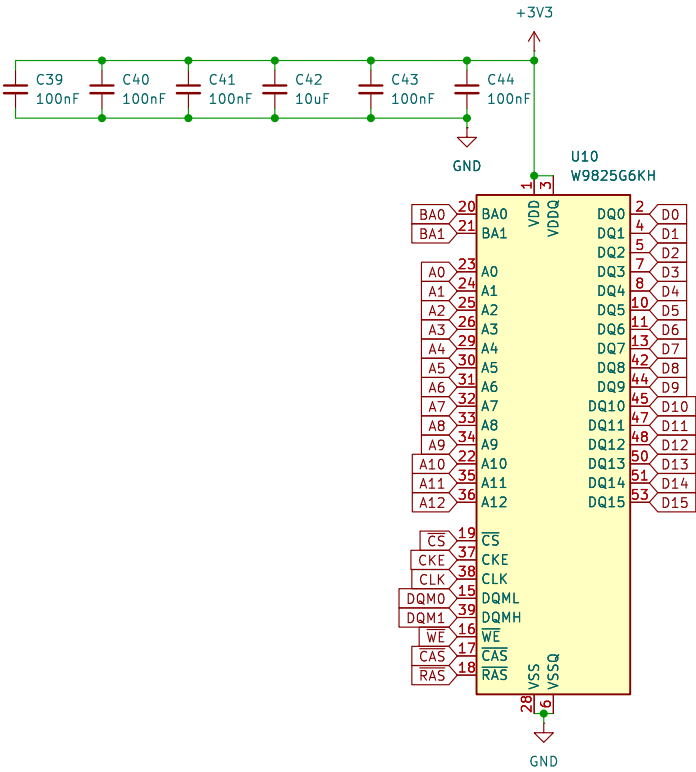 +3V3
C39
100nF
C40
100nF
C41
100nF
C42
10uF
C43
100nF
C44
100nF
GND
U10
W9825G6KH
1
3
VDD
VDDQ
BA0 20 BA0
BA1 21 BA1
A0 23 A0
A1 24 A1
A2 25 A2
A3 26 A3
A4 29 A4
A5 30 A5
A6 31 A6
A7 32 A7
A8 33 A8
A9 34 A9
A10 22 A10
A11 35 A11
A12 36 A12
CS 19 CS
CKE 37 CKE
CLK 38 CLK
DQM0 15 DQML
DQM1 39 DQMH
WE 16 WE
CAS 17 CAS
RAS 18 RAS
DQ0 2 D0
DQ1 4 D1
DQ2 5 D2
DQ3 7 D3
DQ4 8 D4
DQ5 10 D5
DQ6 11 D6
DQ7 13 D7
DQ8 42 D8
DQ9 44 D9
DQ10 45 D10
DQ11 47 D11
DQ12 48 D12
DQ13 50 D13
DQ14 51 D14
DQ15 53 D15
VSS
VSSQ
28
6
GND